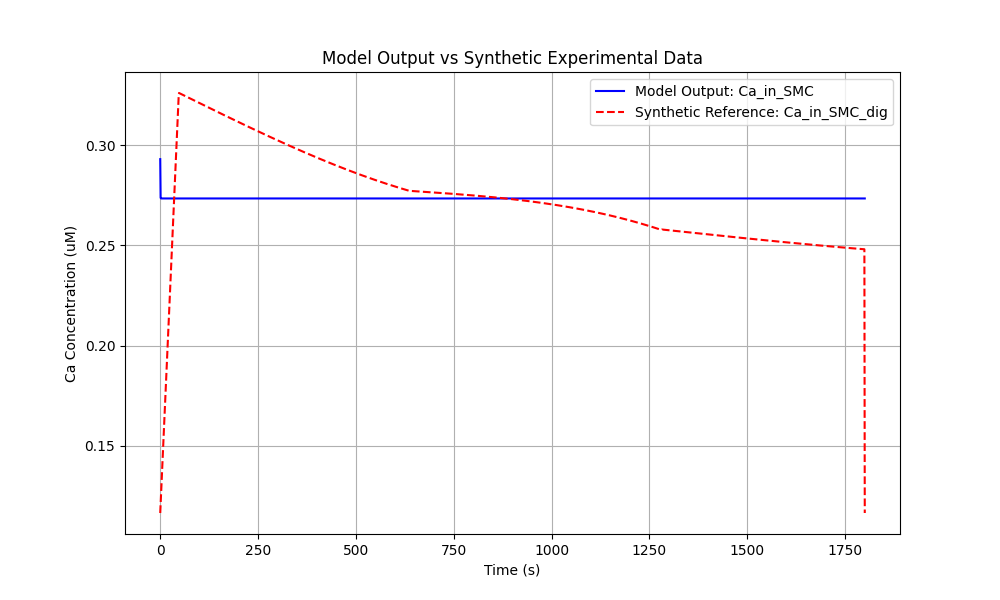 Model Output vs Synthetic Experimental Data
Model Output: Ca_in_SMC
Synthetic Reference: Ca_in_SMC_dig
Ca Concentration (uM)
0.30
0.25
0.20
0.15
0 250 500 750 1000 1250 1500 1750
Time (s)